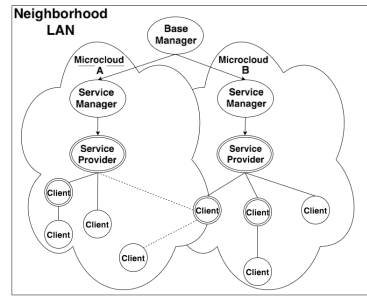 Neighborhood
LAN
Base
Manager
Microcloud
A
Microcloud
B
Service
Manager
Service
Manager
Service
Provider
Service
Provider
Client
Client
Client
Client
Client
Client
Client
Client